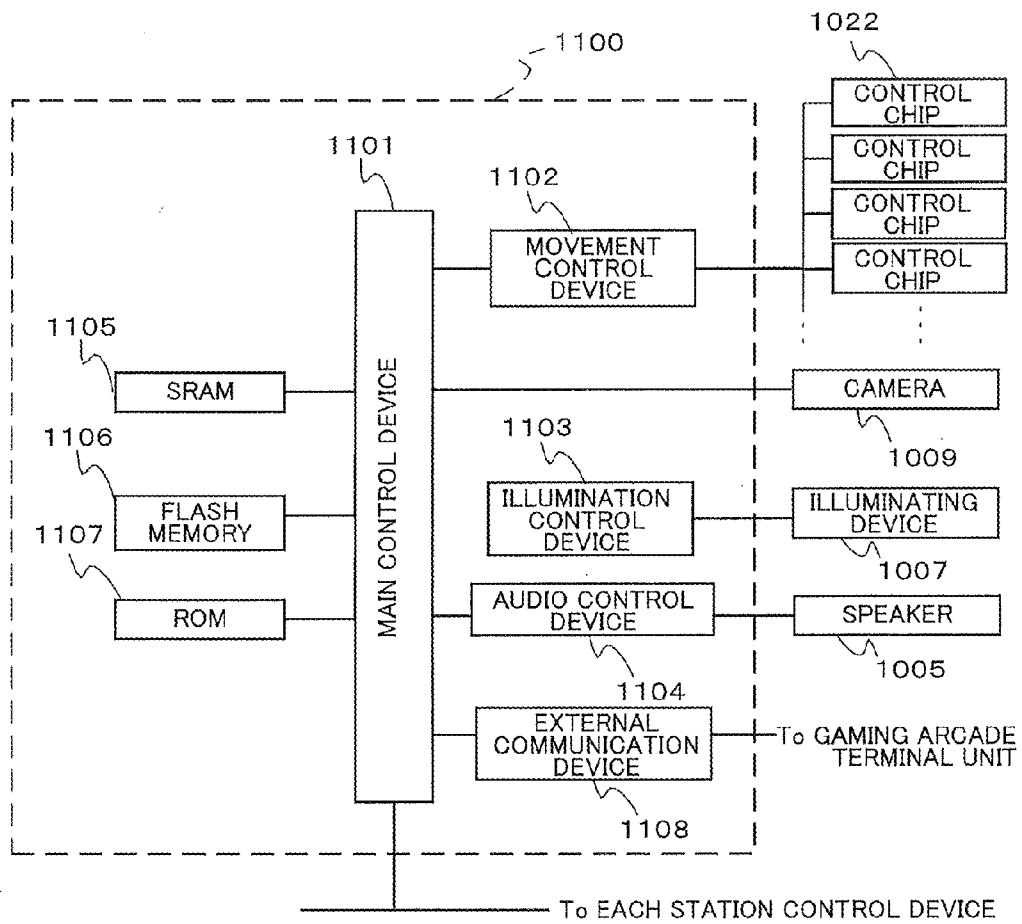 1100
1022
CONTROL
CHIP
CONTROL
CHIP
CONTROL
CHIP
CONTROL
CHIP
1101
1102
MOVEMENT
CONTROL
DEVICE
1105
SRAM
MAIN CONTROL DEVICE
CAMERA
1009
1106
FLASH
MEMORY
1103
ILLUMINATION
CONTROL
DEVICE
ILLUMINATING
DEVICE
1007
1107
ROM
AUDIO CONTROL
DEVICE
1104
SPEAKER
1005
EXTERNAL
COMMUNICATION
DEVICE
1108
To GAMING ARCADE
TERMINAL UNIT
To EACH STATION CONTROL DEVICE